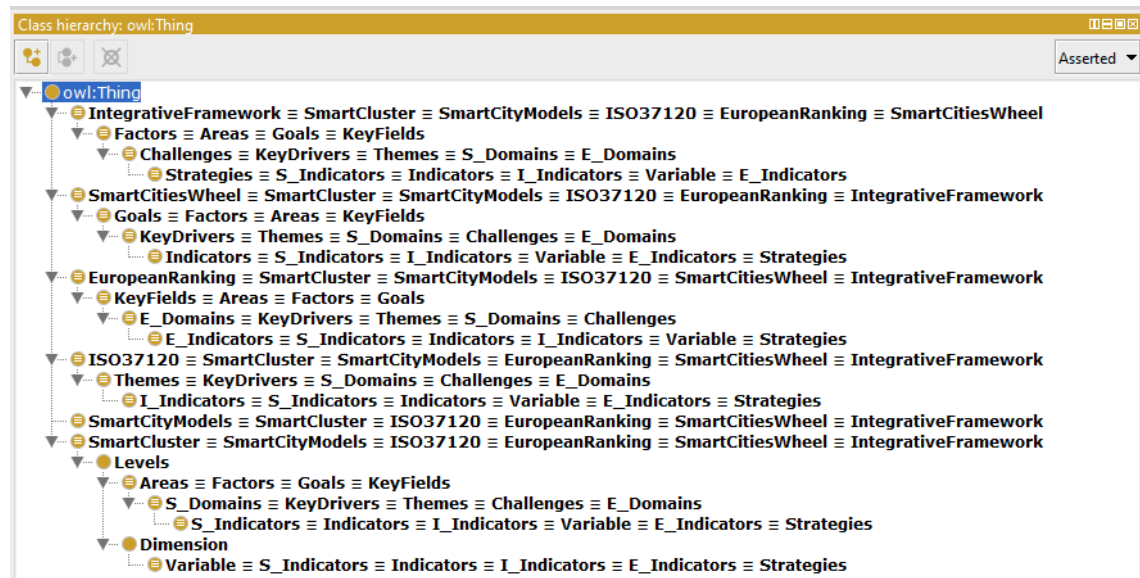 Class hierarchy: owl:Thing
Asserted
owl:Thing
IntegrativeFramework ≡ SmartCluster ≡ SmartCityModels ≡ ISO37120 ≡ EuropeanRanking ≡ SmartCitiesWheel
Factors ≡ Areas ≡ Goals ≡ KeyFields
Challenges ≡ KeyDrivers ≡ Themes ≡ S_Domains ≡ E_Domains
Strategies ≡ S_Indicators ≡ Indicators ≡ I_Indicators ≡ Variable ≡ E_Indicators
SmartCitiesWheel ≡ SmartCluster ≡ SmartCityModels ≡ ISO37120 ≡ EuropeanRanking ≡ IntegrativeFramework
Goals ≡ Factors ≡ Areas ≡ KeyFields
KeyDrivers ≡ Themes ≡ S_Domains ≡ Challenges ≡ E_Domains
Indicators ≡ S_Indicators ≡ I_Indicators ≡ Variable ≡ E_Indicators ≡ Strategies
EuropeanRanking ≡ SmartCluster ≡ SmartCityModels ≡ ISO37120 ≡ SmartCitiesWheel ≡ IntegrativeFramework
KeyFields ≡ Areas ≡ Factors ≡ Goals
E_Domains ≡ KeyDrivers ≡ Themes ≡ S_Domains ≡ Challenges
E_Indicators ≡ S_Indicators ≡ Indicators ≡ I_Indicators ≡ Variable ≡ Strategies
ISO37120 ≡ SmartCluster ≡ SmartCityModels ≡ EuropeanRanking ≡ SmartCitiesWheel ≡ IntegrativeFramework
Themes ≡ KeyDrivers ≡ S_Domains ≡ Challenges ≡ E_Domains
I_Indicators ≡ S_Indicators ≡ Indicators ≡ Variable ≡ E_Indicators ≡ Strategies
SmartCityModels ≡ SmartCluster ≡ ISO37120 ≡ EuropeanRanking ≡ SmartCitiesWheel ≡ IntegrativeFramework
SmartCluster ≡ SmartCityModels ≡ ISO37120 ≡ EuropeanRanking ≡ SmartCitiesWheel ≡ IntegrativeFramework
Levels
Areas ≡ Factors ≡ Goals ≡ KeyFields
S_Domains ≡ KeyDrivers ≡ Themes ≡ Challenges ≡ E_Domains
S_Indicators ≡ Indicators ≡ I_Indicators ≡ Variable ≡ E_Indicators ≡ Strategies
Dimension
Variable ≡ S_Indicators ≡ Indicators ≡ I_Indicators ≡ E_Indicators ≡ Strategies